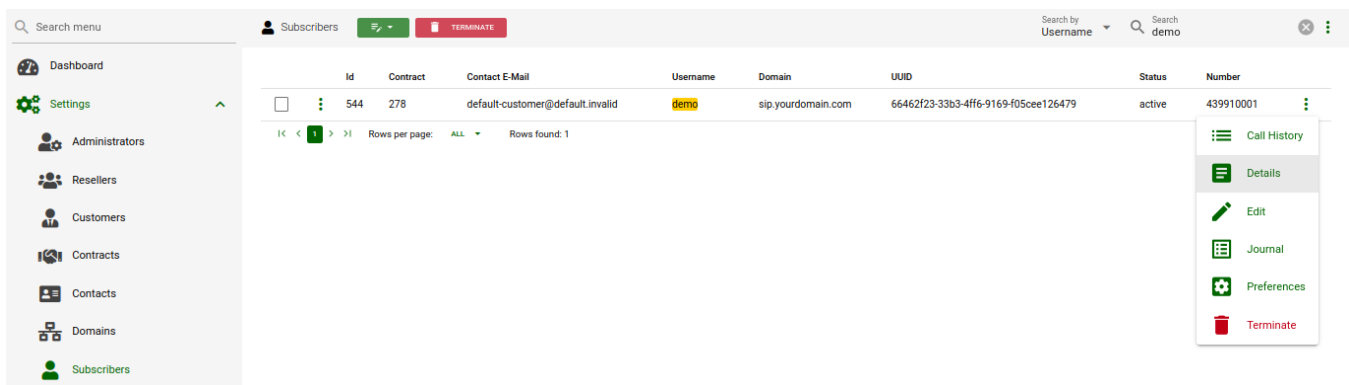 Search menu
Subscribers
TERMINATE
Search by
Username
Search
demo
Dashboard
Settings
Administrators
Resellers
Customers
Contracts
Contacts
Domains
Subscribers
Id Contract Contact E-Mail Username Domain UUID Status Number
544 278 default-customer@default.invalid demo sip.yourdomain.com 66462f23-33b3-4ff6-9169-f05cee126479 active 439910001
1 Rows per page: ALL Rows found: 1
Call History
Details
Edit
Journal
Preferences
Terminate